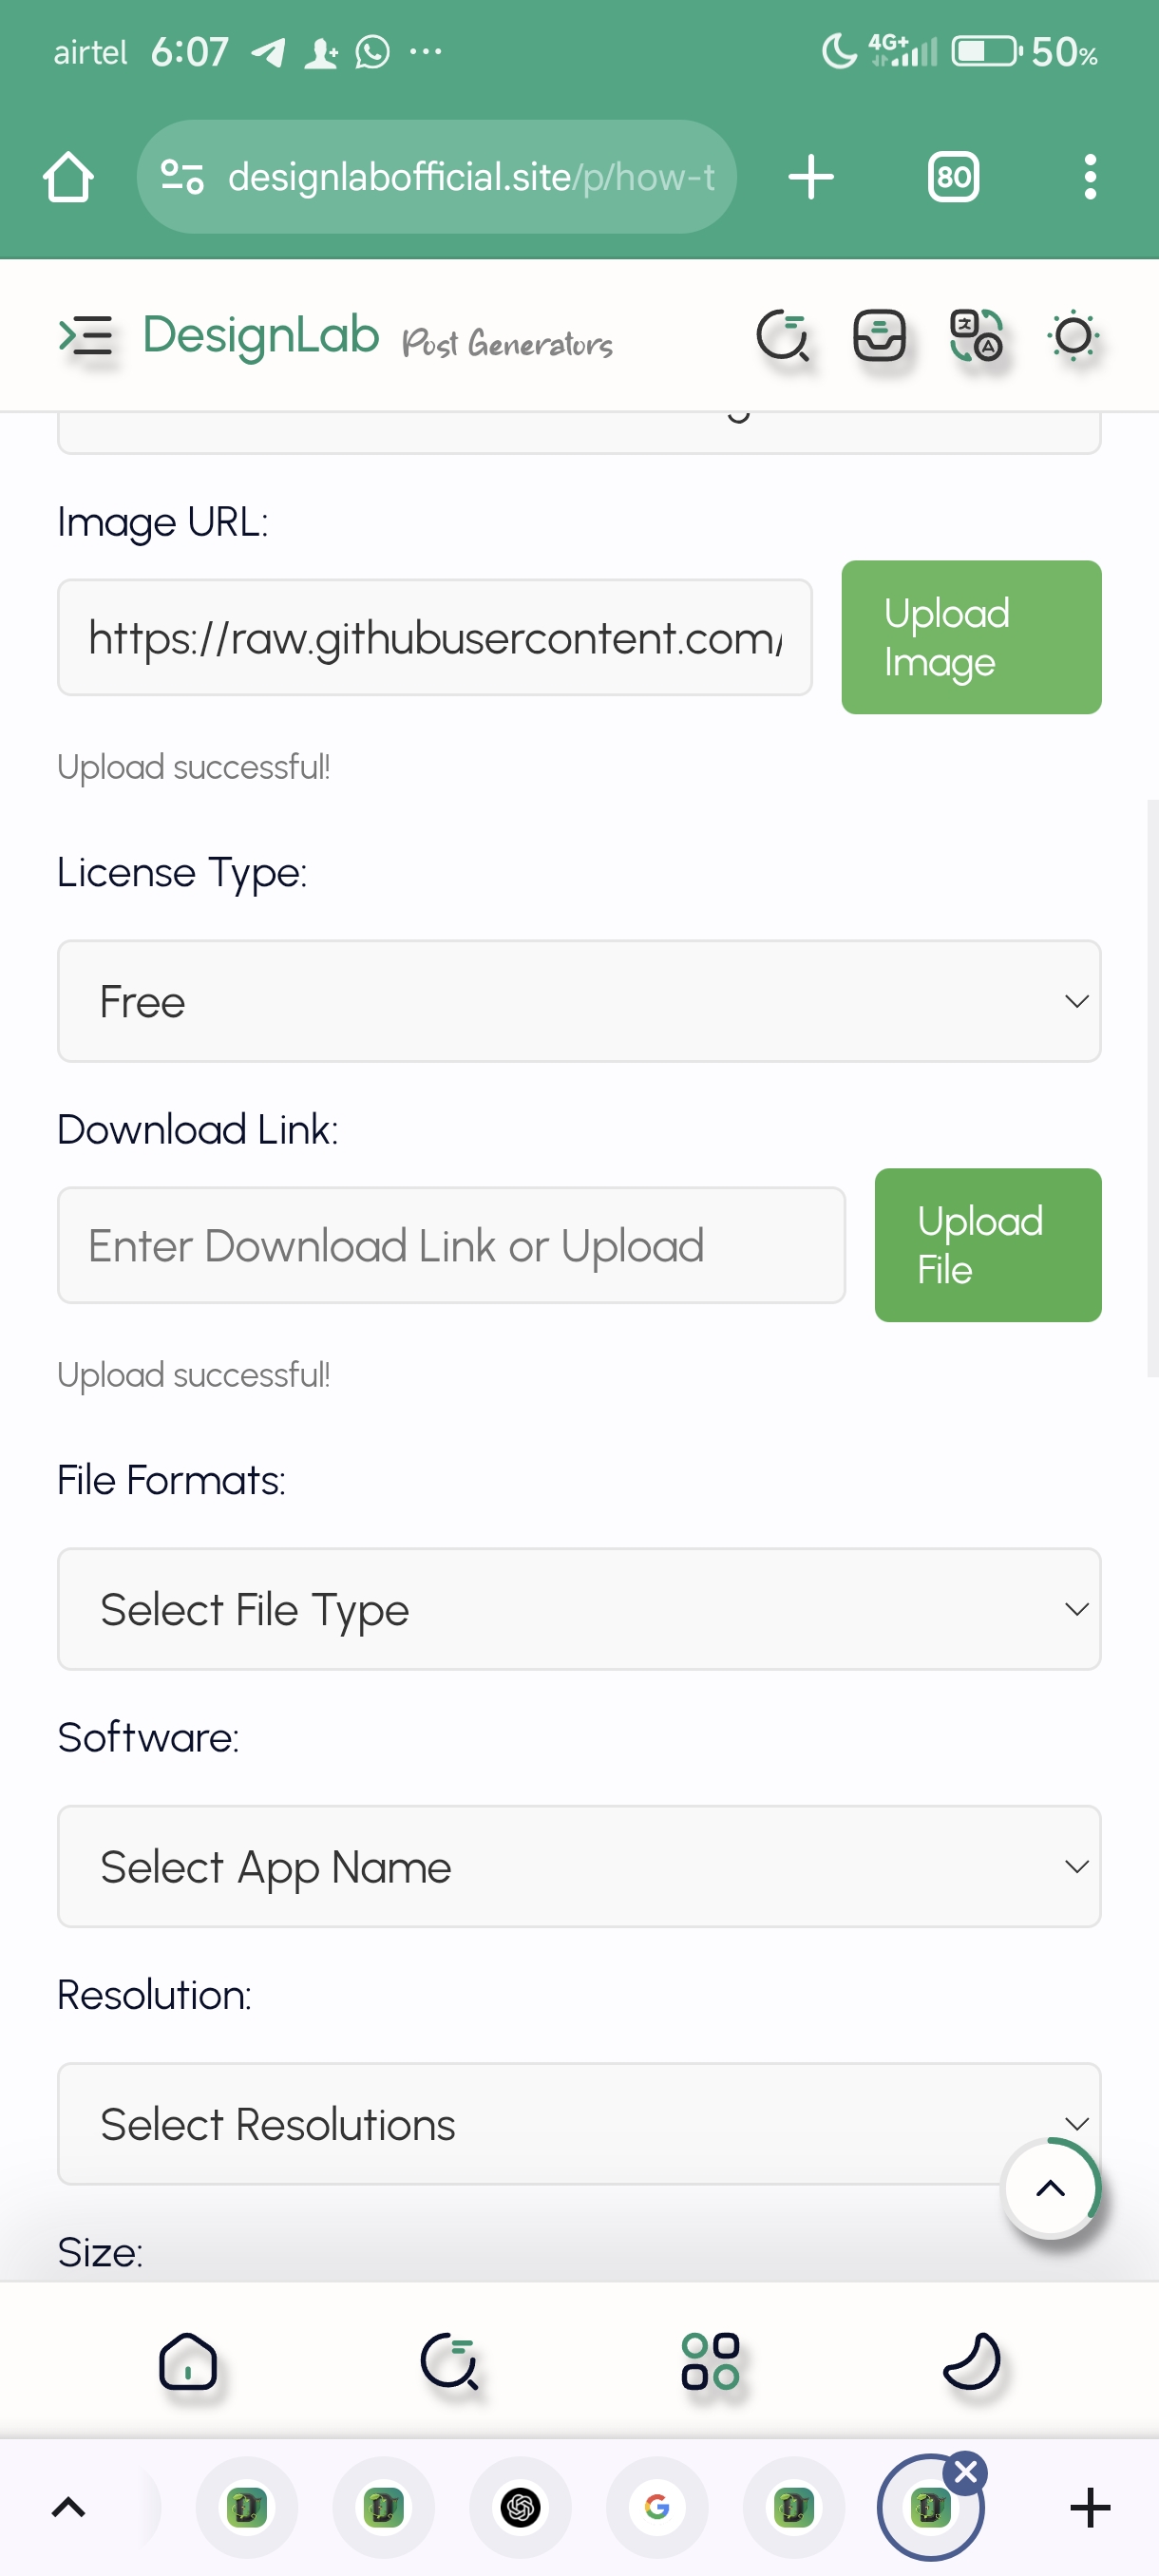 airtel 6:07 ... 4G+ 50%
designlabofficial.site/p/how-t 80
DesignLab Post Generators
Image URL:
https://raw.githubusercontent.com/
Upload
Image
Upload successful!
License Type:
Free
Download Link:
Enter Download Link or Upload
Upload
File
Upload successful!
File Formats:
Select File Type
Software:
Select App Name
Resolution:
Select Resolutions
Size: